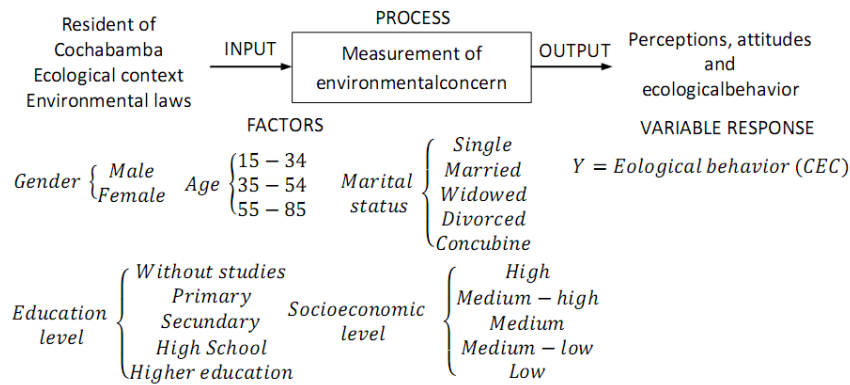 PROCESS
Resident of
Cochabamba
Ecological context
Environmental laws
INPUT
Measurement of
environmentalconcern
OUTPUT
Perceptions, attitudes
and
ecologicalbehavior
FACTORS
VARIABLE RESPONSE
Gender { Male
Female
Age { 15 − 34
35 − 54
55 − 85
Marital
status
Single
Married
Widowed
Divorced
Concubine
Y = Eological behavior (CEC)
Education
level
Without studies
Primary
Secundary
High School
Higher education
Socioeconomic
level
High
Medium − high
Medium
Medium − low
Low